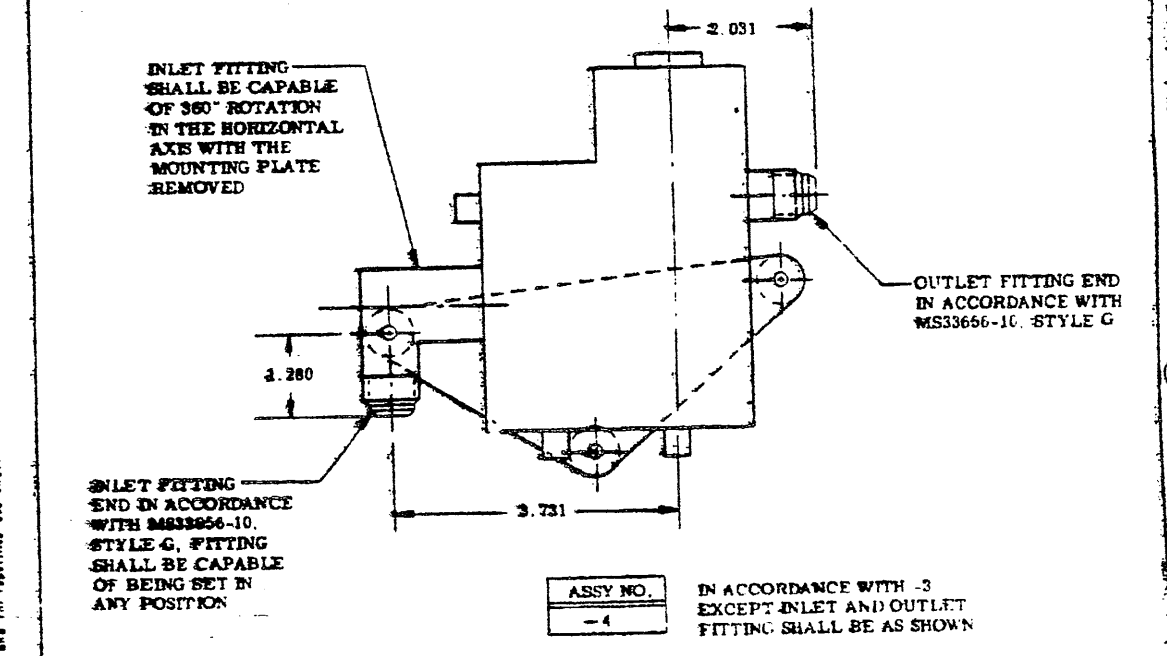 2.031
INLET FITTING
SHALL BE CAPABLE
OF 360° ROTATION
IN THE HORIZONTAL
AXIS WITH THE
MOUNTING PLATE
REMOVED
OUTLET FITTING END
IN ACCORDANCE WITH
MS33656-10, STYLE G
1.280
INLET FITTING
END IN ACCORDANCE
WITH MS33656-10,
STYLE G, FITTING
SHALL BE CAPABLE
OF BEING SET IN
ANY POSITION
3.731
ASSY NO.
-4
IN ACCORDANCE WITH -3
EXCEPT INLET AND OUTLET
FITTING SHALL BE AS SHOWN